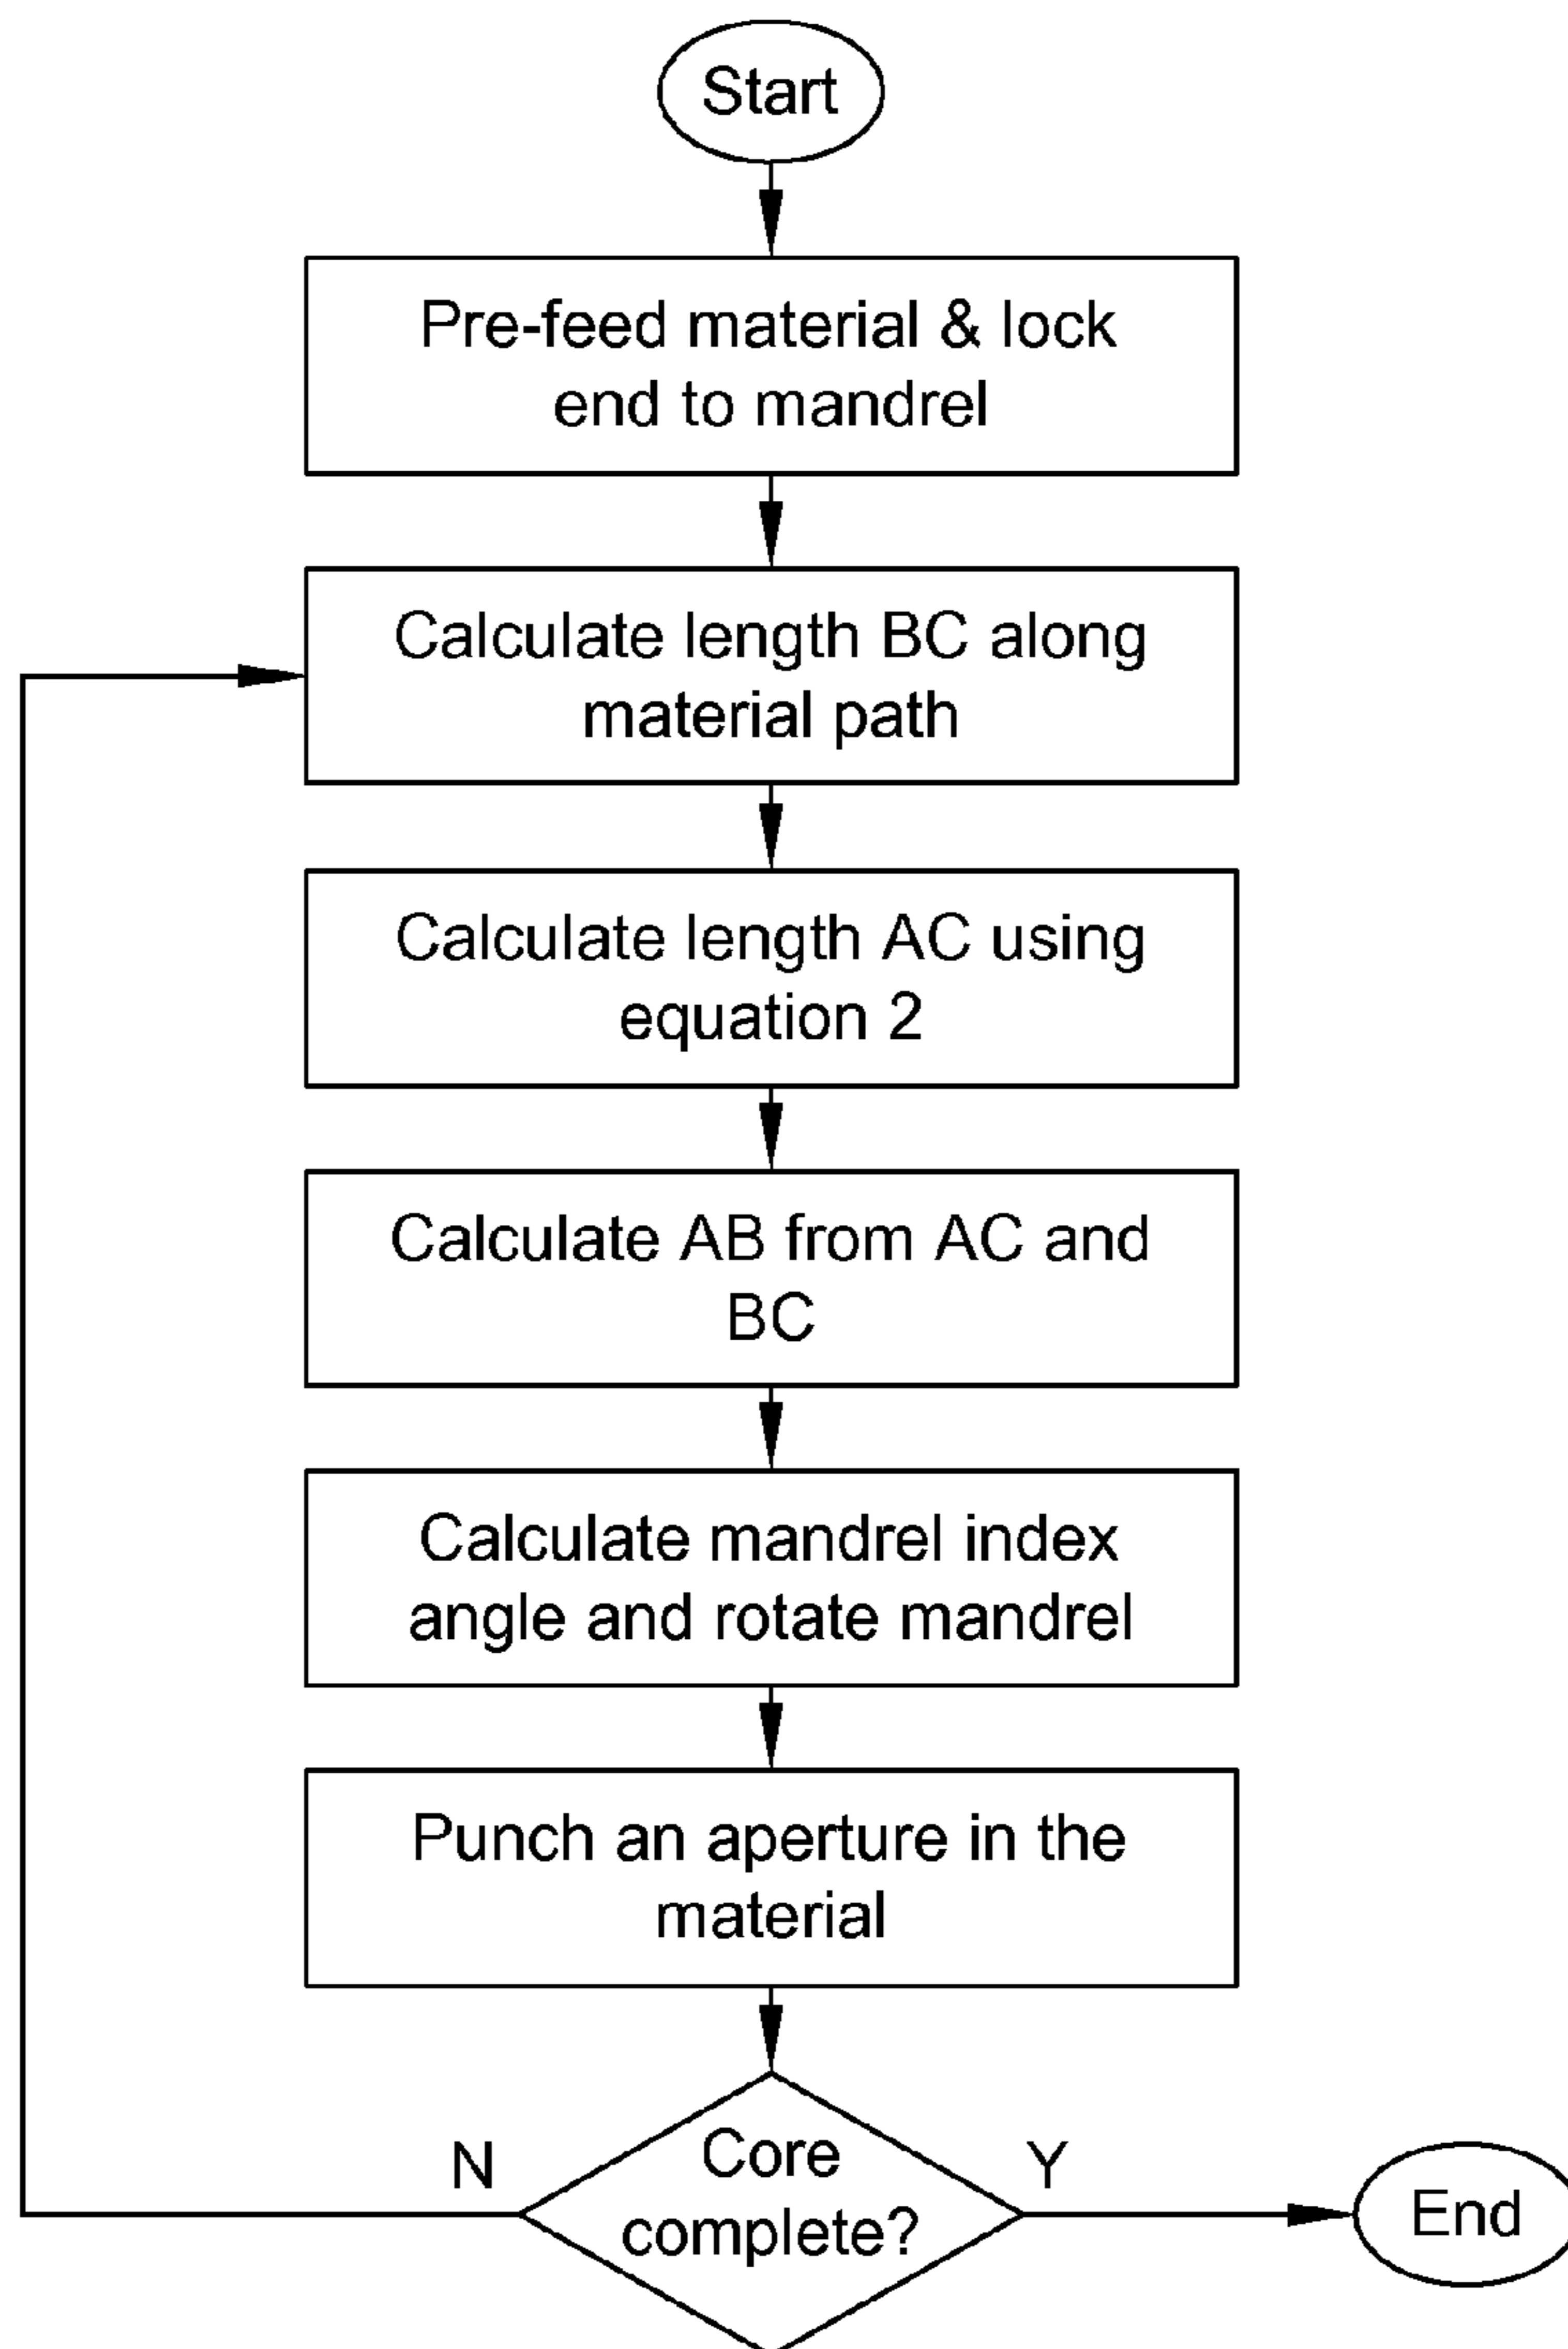 Start
Pre-feed material & lock
end to mandrel
Calculate length BC along
material path
Calculate length AC using
equation 2
Calculate AB from AC and
BC
Calculate mandrel index
angle and rotate mandrel
Punch an aperture in the
material
N
Core
complete?
Y
End